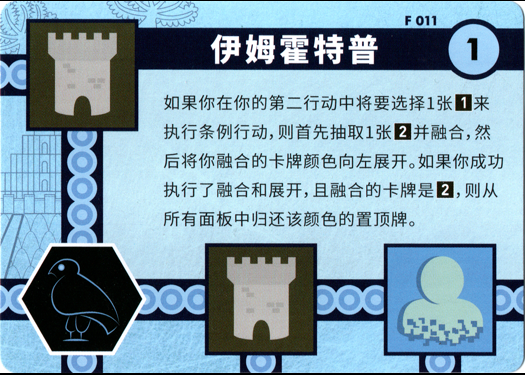 F 011
伊姆霍特普
1
如果你在你的第二行动中将要选择1张1来
执行条例行动,则首先抽取1张2并融合,然
后将你融合的卡牌颜色向左展开。如果你成功
执行了融合和展开,且融合的卡牌是2,则从
所有面板中归还该颜色的置顶牌。